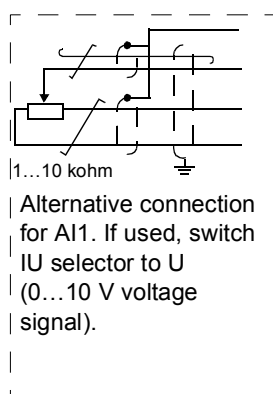 1…10 kohm
Alternative connection
for AI1. If used, switch
IU selector to U
(0…10 V voltage
signal).